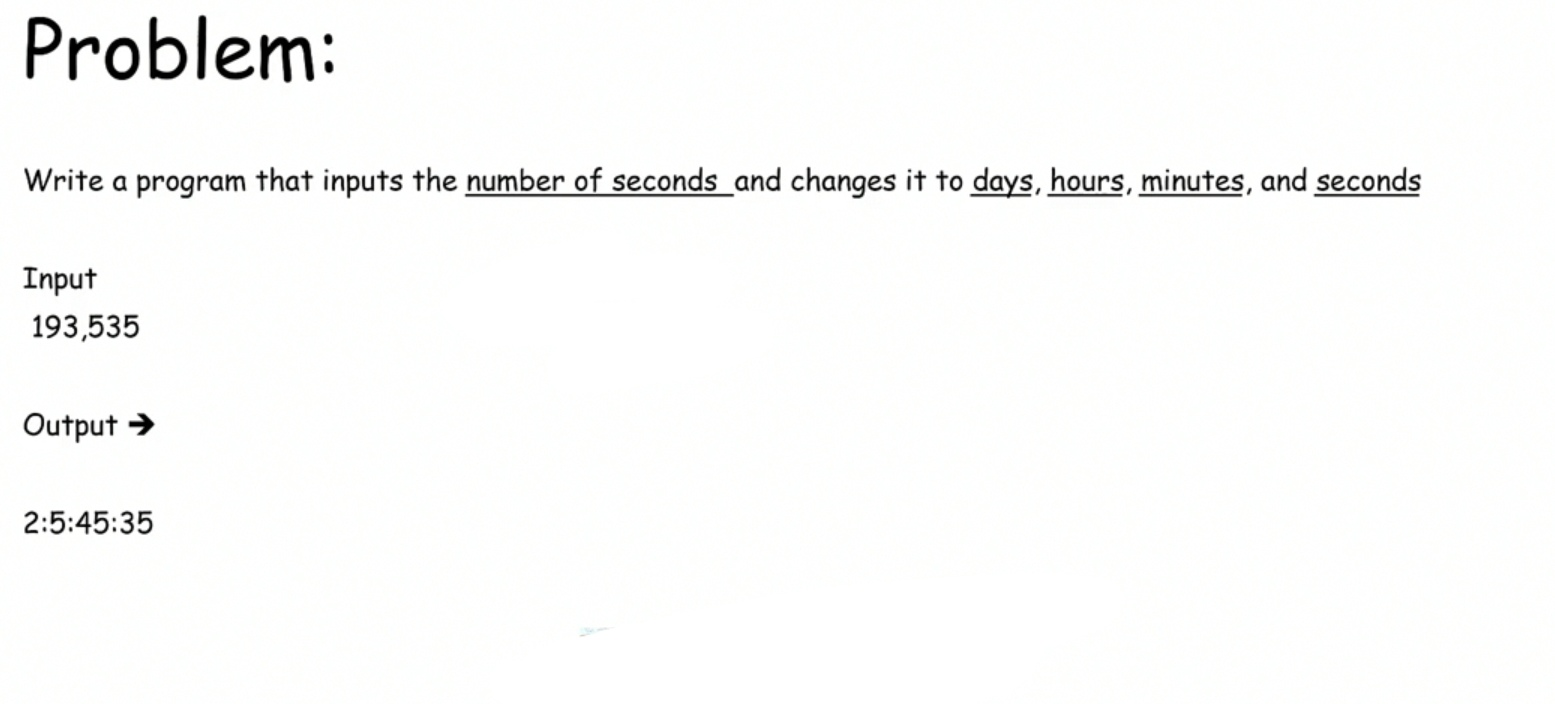 Problem:
Write a program that inputs the number of seconds and changes it to days, hours, minutes, and seconds
Input
193,535
Output ➔
2:5:45:35